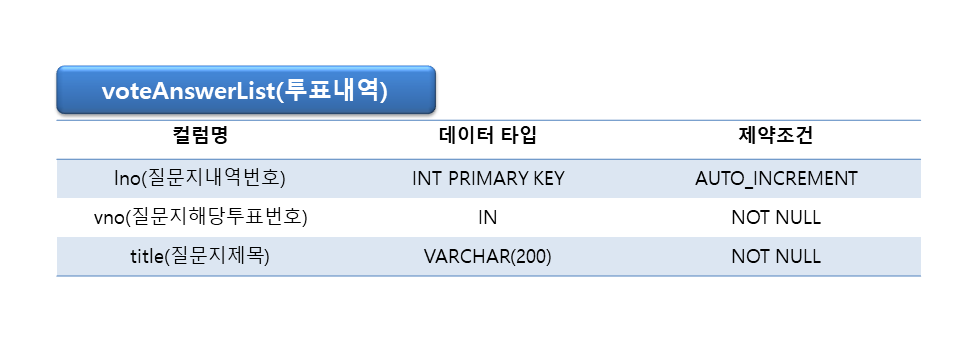 voteAnswerList(투표내역)
컬럼명 데이터 타입 제약조건
lno(질문지내역번호) INT PRIMARY KEY AUTO_INCREMENT
vno(질문지해당투표번호) IN NOT NULL
title(질문지제목) VARCHAR(200) NOT NULL